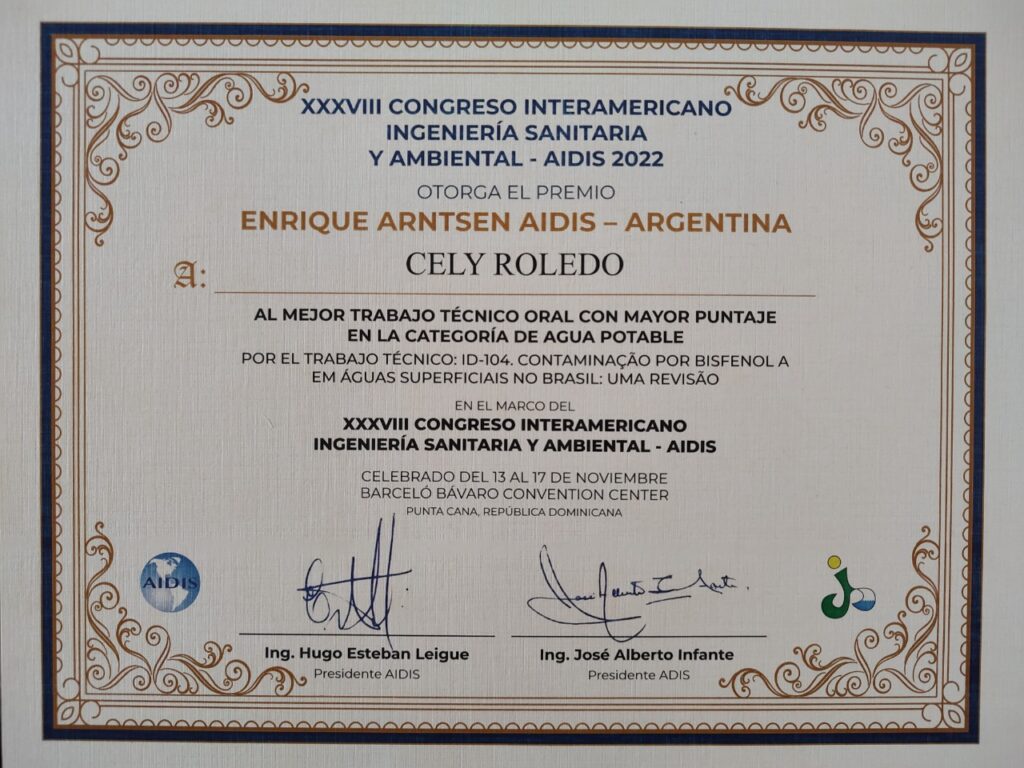 XXXVIII CONGRESO INTERAMERICANO
INGENIERÍA SANITARIA
Y AMBIENTAL - AIDIS 2022
OTORGA EL PREMIO
ENRIQUE ARNTSEN AIDIS – ARGENTINA
A:
CELY ROLEDO
AL MEJOR TRABAJO TÉCNICO ORAL CON MAYOR PUNTAJE
EN LA CATEGORÍA DE AGUA POTABLE
POR EL TRABAJO TÉCNICO: ID-104. CONTAMINAÇÃO POR BISFENOL A
EM ÁGUAS SUPERFICIAIS NO BRASIL: UMA REVISÃO
EN EL MARCO DEL
XXXVIII CONGRESO INTERAMERICANO
INGENIERÍA SANITARIA Y AMBIENTAL - AIDIS
CELEBRADO DEL 13 AL 17 DE NOVIEMBRE
BARCELÓ BÁVARO CONVENTION CENTER
PUNTA CANA, REPÚBLICA DOMINICANA
AIDIS
Ing. Hugo Esteban Leigue
Presidente AIDIS
Ing. José Alberto Infante
Presidente ADIS